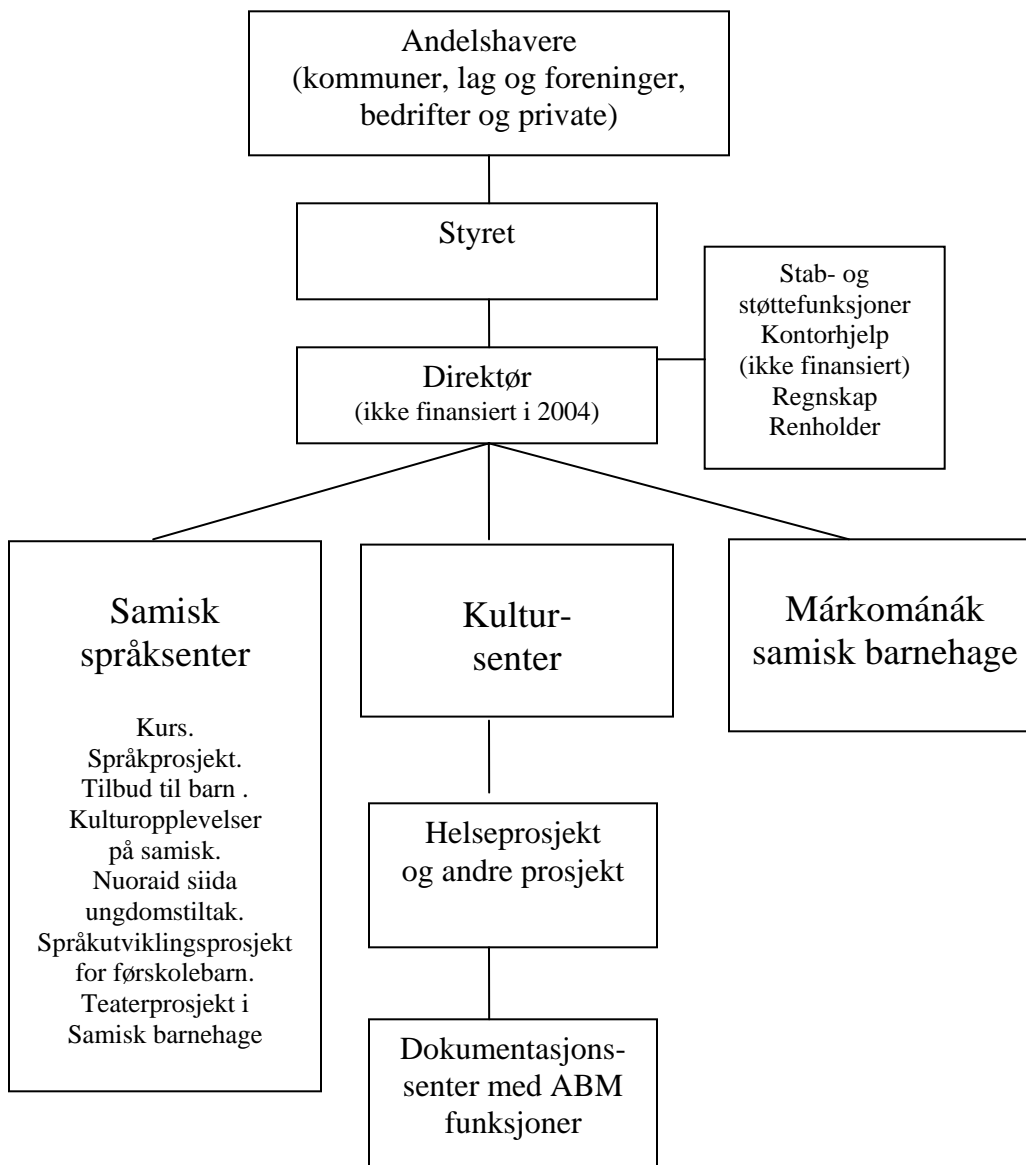 Andelshavere
(kommuner, lag og foreninger,
bedrifter og private)
Styret
Stab- og
støttefunksjoner
Kontorhjelp
(ikke finansiert)
Regnskap
Renholder
Direktør
(ikke finansiert i 2004)
Samisk
språksenter
Kurs.
Språkprosjekt.
Tilbud til barn .
Kulturopplevelser
på samisk.
Nuoraid siida
ungdomstiltak.
Språkutviklingsprosjekt
for førskolebarn.
Teaterprosjekt i
Samisk barnehage
Kultur-
senter
Helseprosjekt
og andre prosjekt
Dokumentasjons-
senter med ABM
funksjoner
Márkománák
samisk barnehage